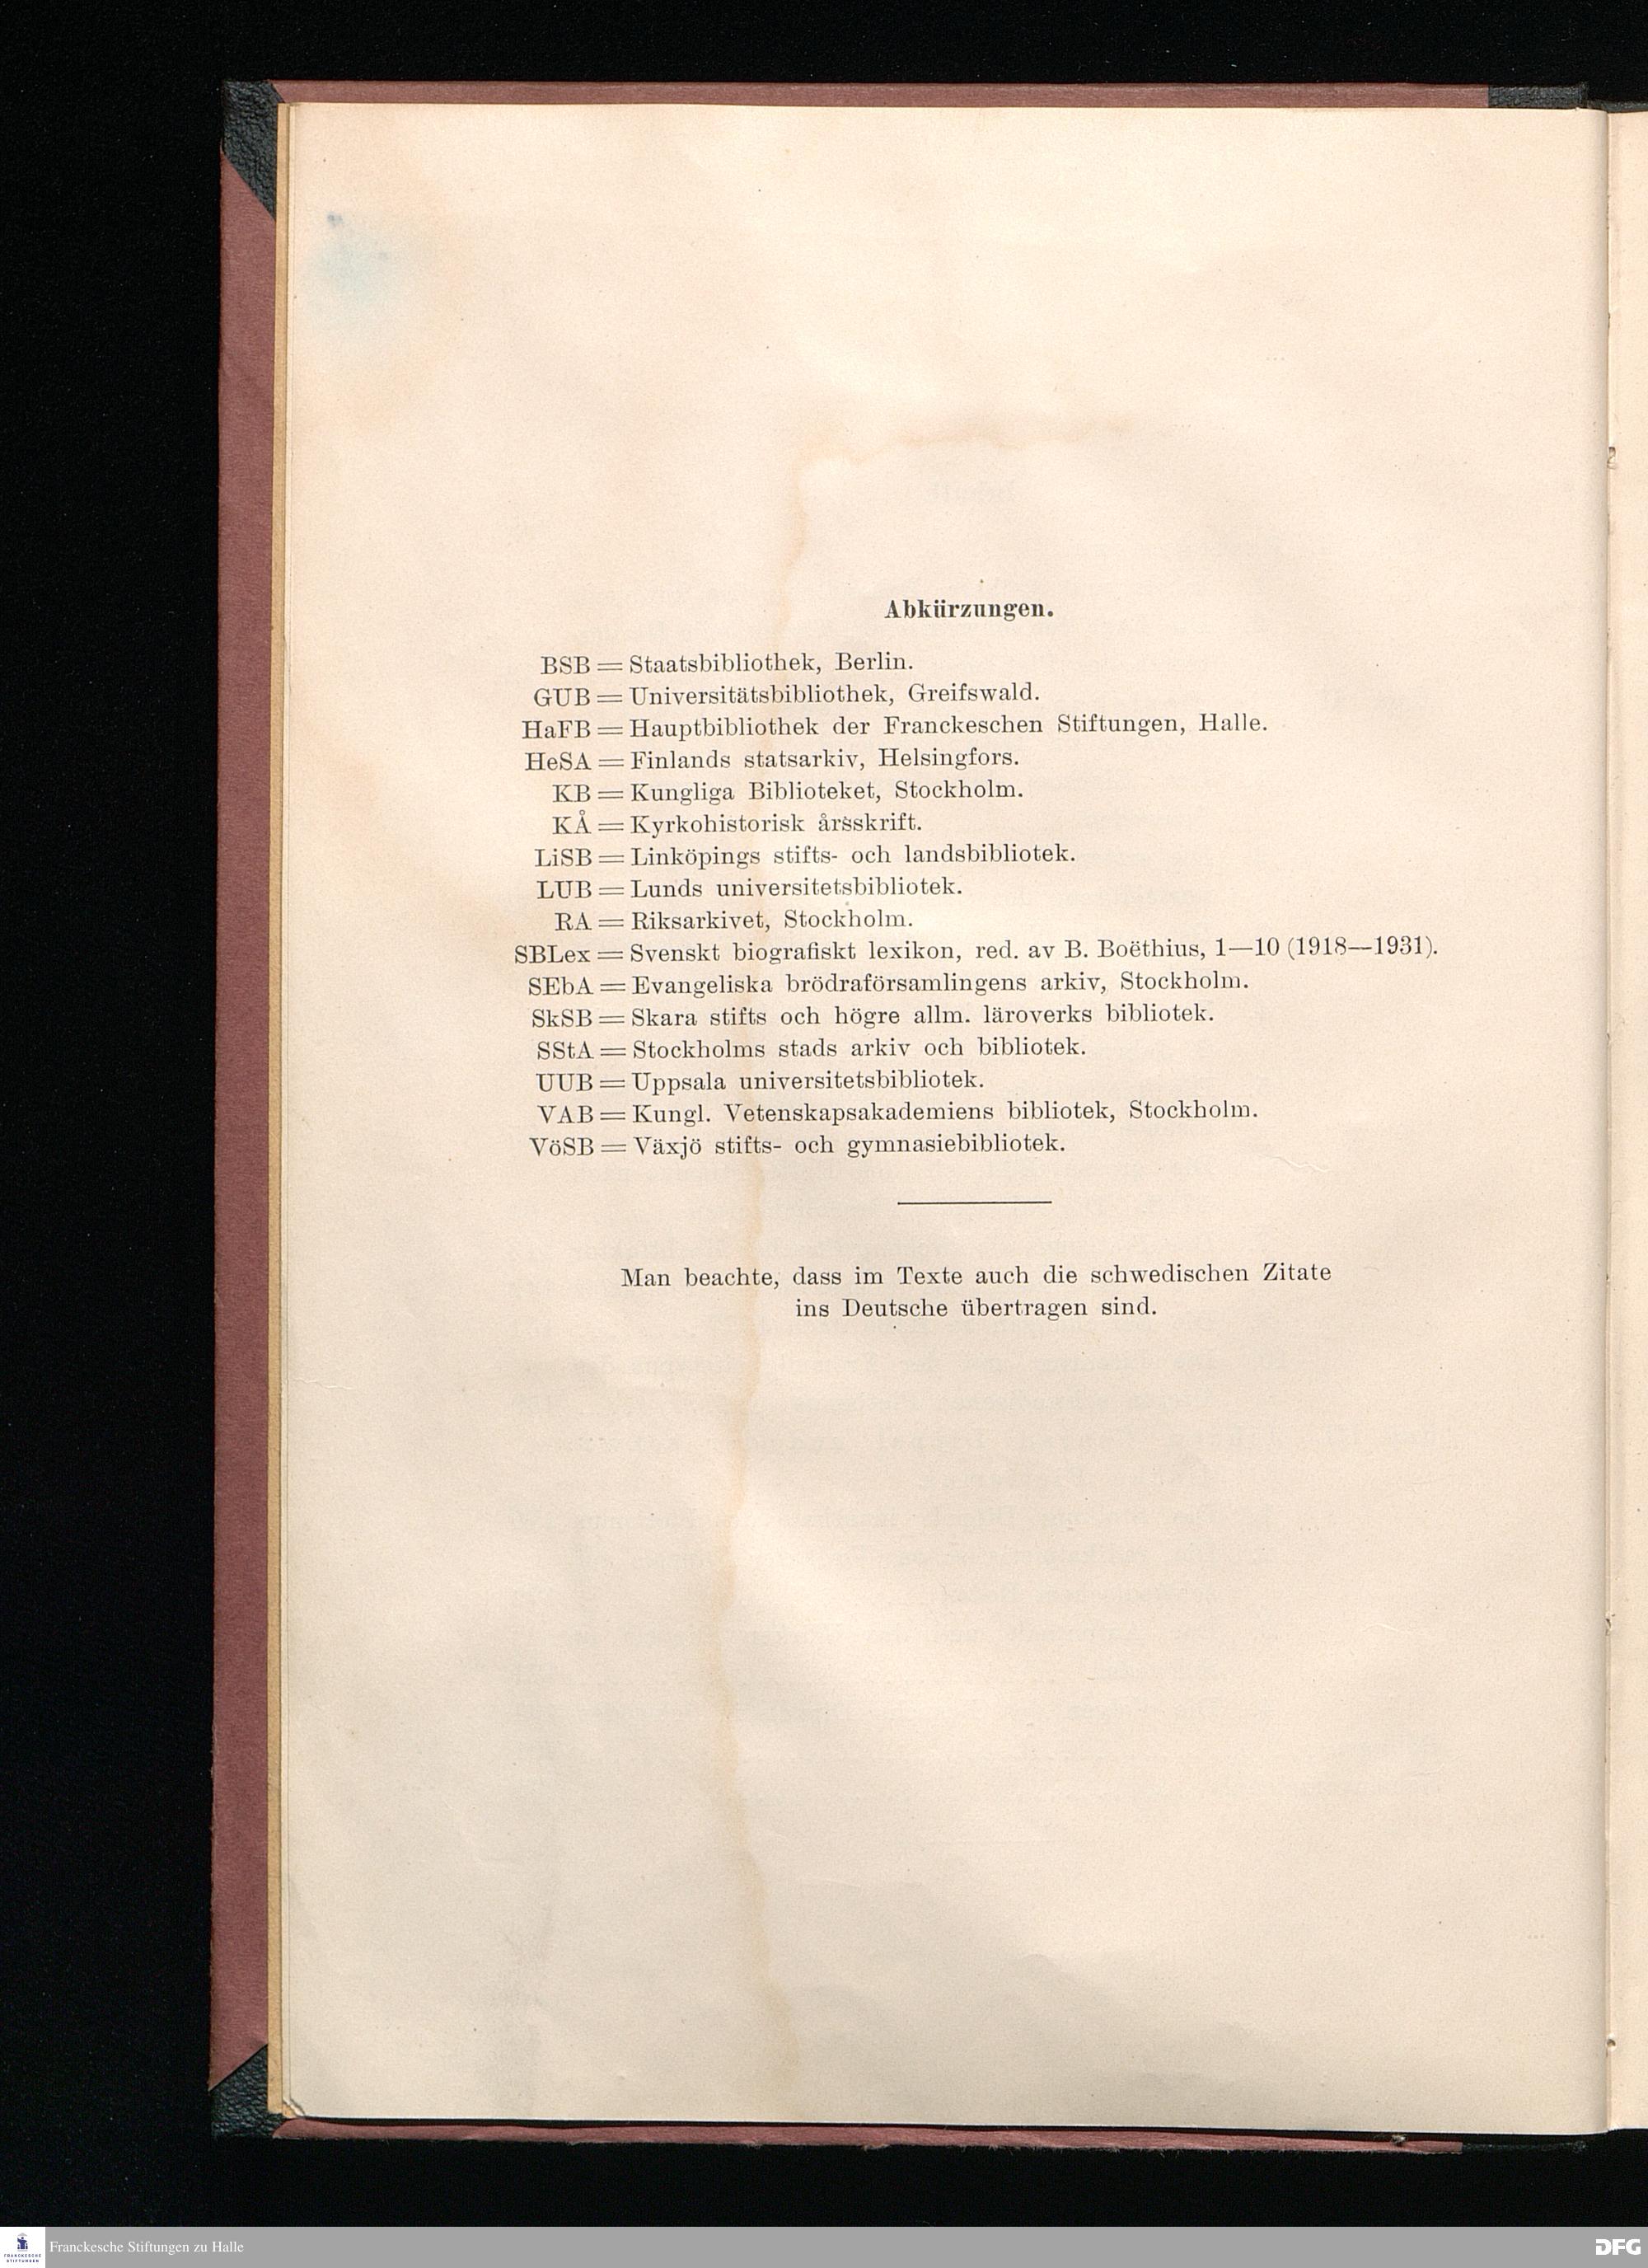 Abkürzungen.
BSB = Staatsbibliothek, Berlin.
GUB = Universitätsbibliothek, Greifswald.
HaFB = Hauptbibliothek der Franckeschen Stiftungen, Halle.
HeSA = Finlands statsarkiv, Helsingfors.
KB = Kungliga Biblioteket, Stockholm.
KÅ = Kyrkohistorisk årsskrift.
LiSB = Linköpings stifts- och landsbibliotek.
LUB = Lunds universitetsbibliotek.
RA = Riksarkivet, Stockholm.
SBLex = Svenskt biografiskt lexikon, red. av B. Boëthius, 1—10 (1918—1931).
SEbA = Evangeliska brödraförsamlingens arkiv, Stockholm.
SkSB = Skara stifts och högre allm. läroverks bibliotek.
SStA = Stockholms stads arkiv och bibliotek.
UUB = Uppsala universitetsbibliotek.
VAB = Kungl. Vetenskapsakademiens bibliotek, Stockholm.
VöSB = Växjö stifts- och gymnasiebibliotek.
Man beachte, dass im Texte auch die schwedischen Zitate
ins Deutsche übertragen sind.
FRANCKESCHE
STIFTUNGEN
Franckesche Stiftungen zu Halle
DFG